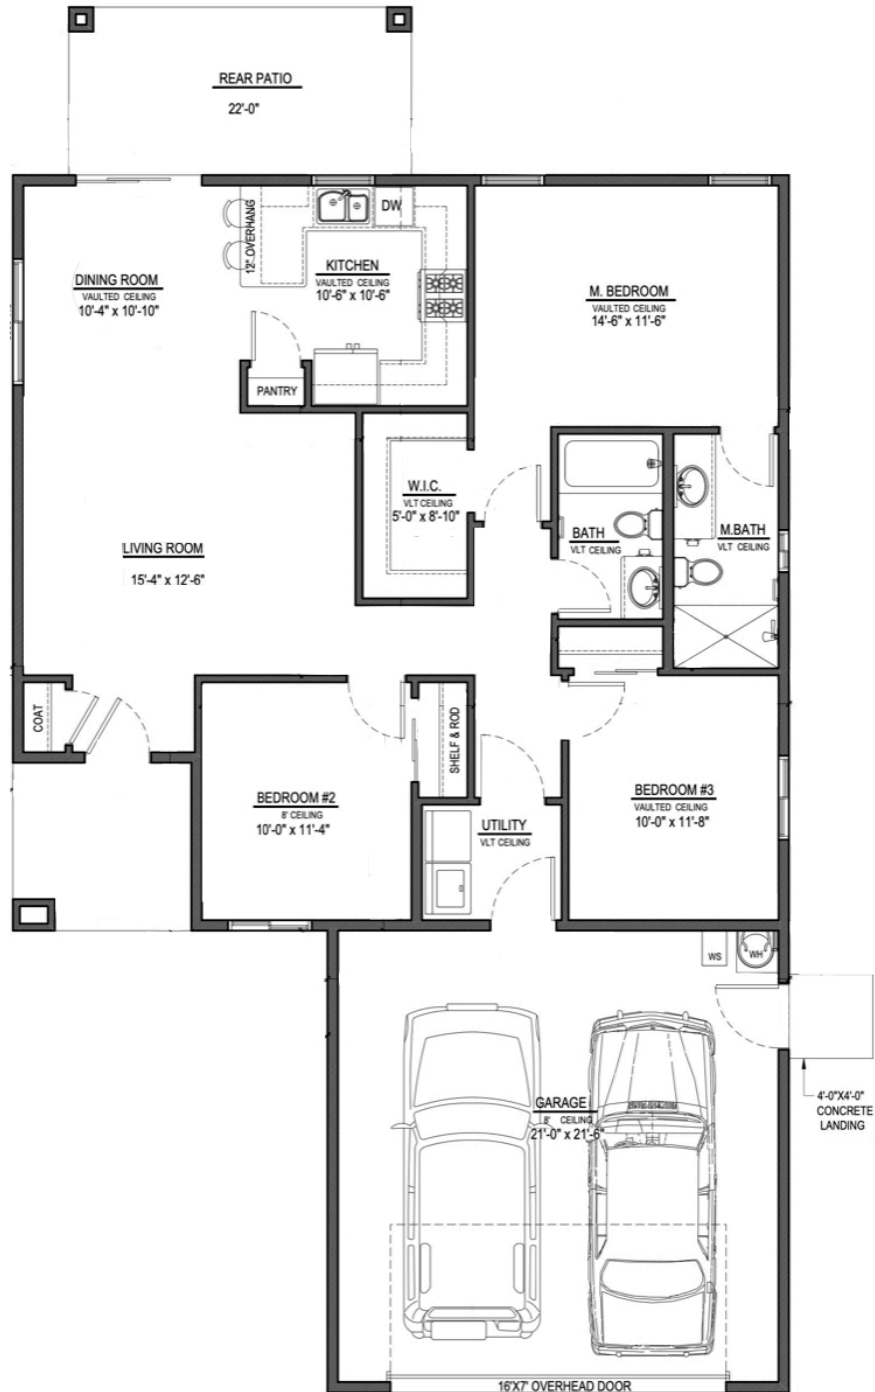 REAR PATIO
22'-0"
12" OVERHANG
DW
KITCHEN
VAULTED CEILING
10'-6" x 10'-6"
DINING ROOM
VAULTED CEILING
10'-4" x 10'-10"
M. BEDROOM
VAULTED CEILING
14'-6" x 11'-6"
PANTRY
W.I.C.
VLT CEILING
5'-0" x 8'-10"
BATH
VLT CEILING
M.BATH
VLT CEILING
LIVING ROOM
15'-4" x 12'-6"
COAT
SHELF & ROD
BEDROOM #2
8' CEILING
10'-0" x 11'-4"
UTILITY
VLT CEILING
BEDROOM #3
VAULTED CEILING
10'-0" x 11'-8"
WS
WH
GARAGE
8' CEILING
21'-0" x 21'-6"
4'-0"X4'-0"
CONCRETE
LANDING
16'X7' OVERHEAD DOOR